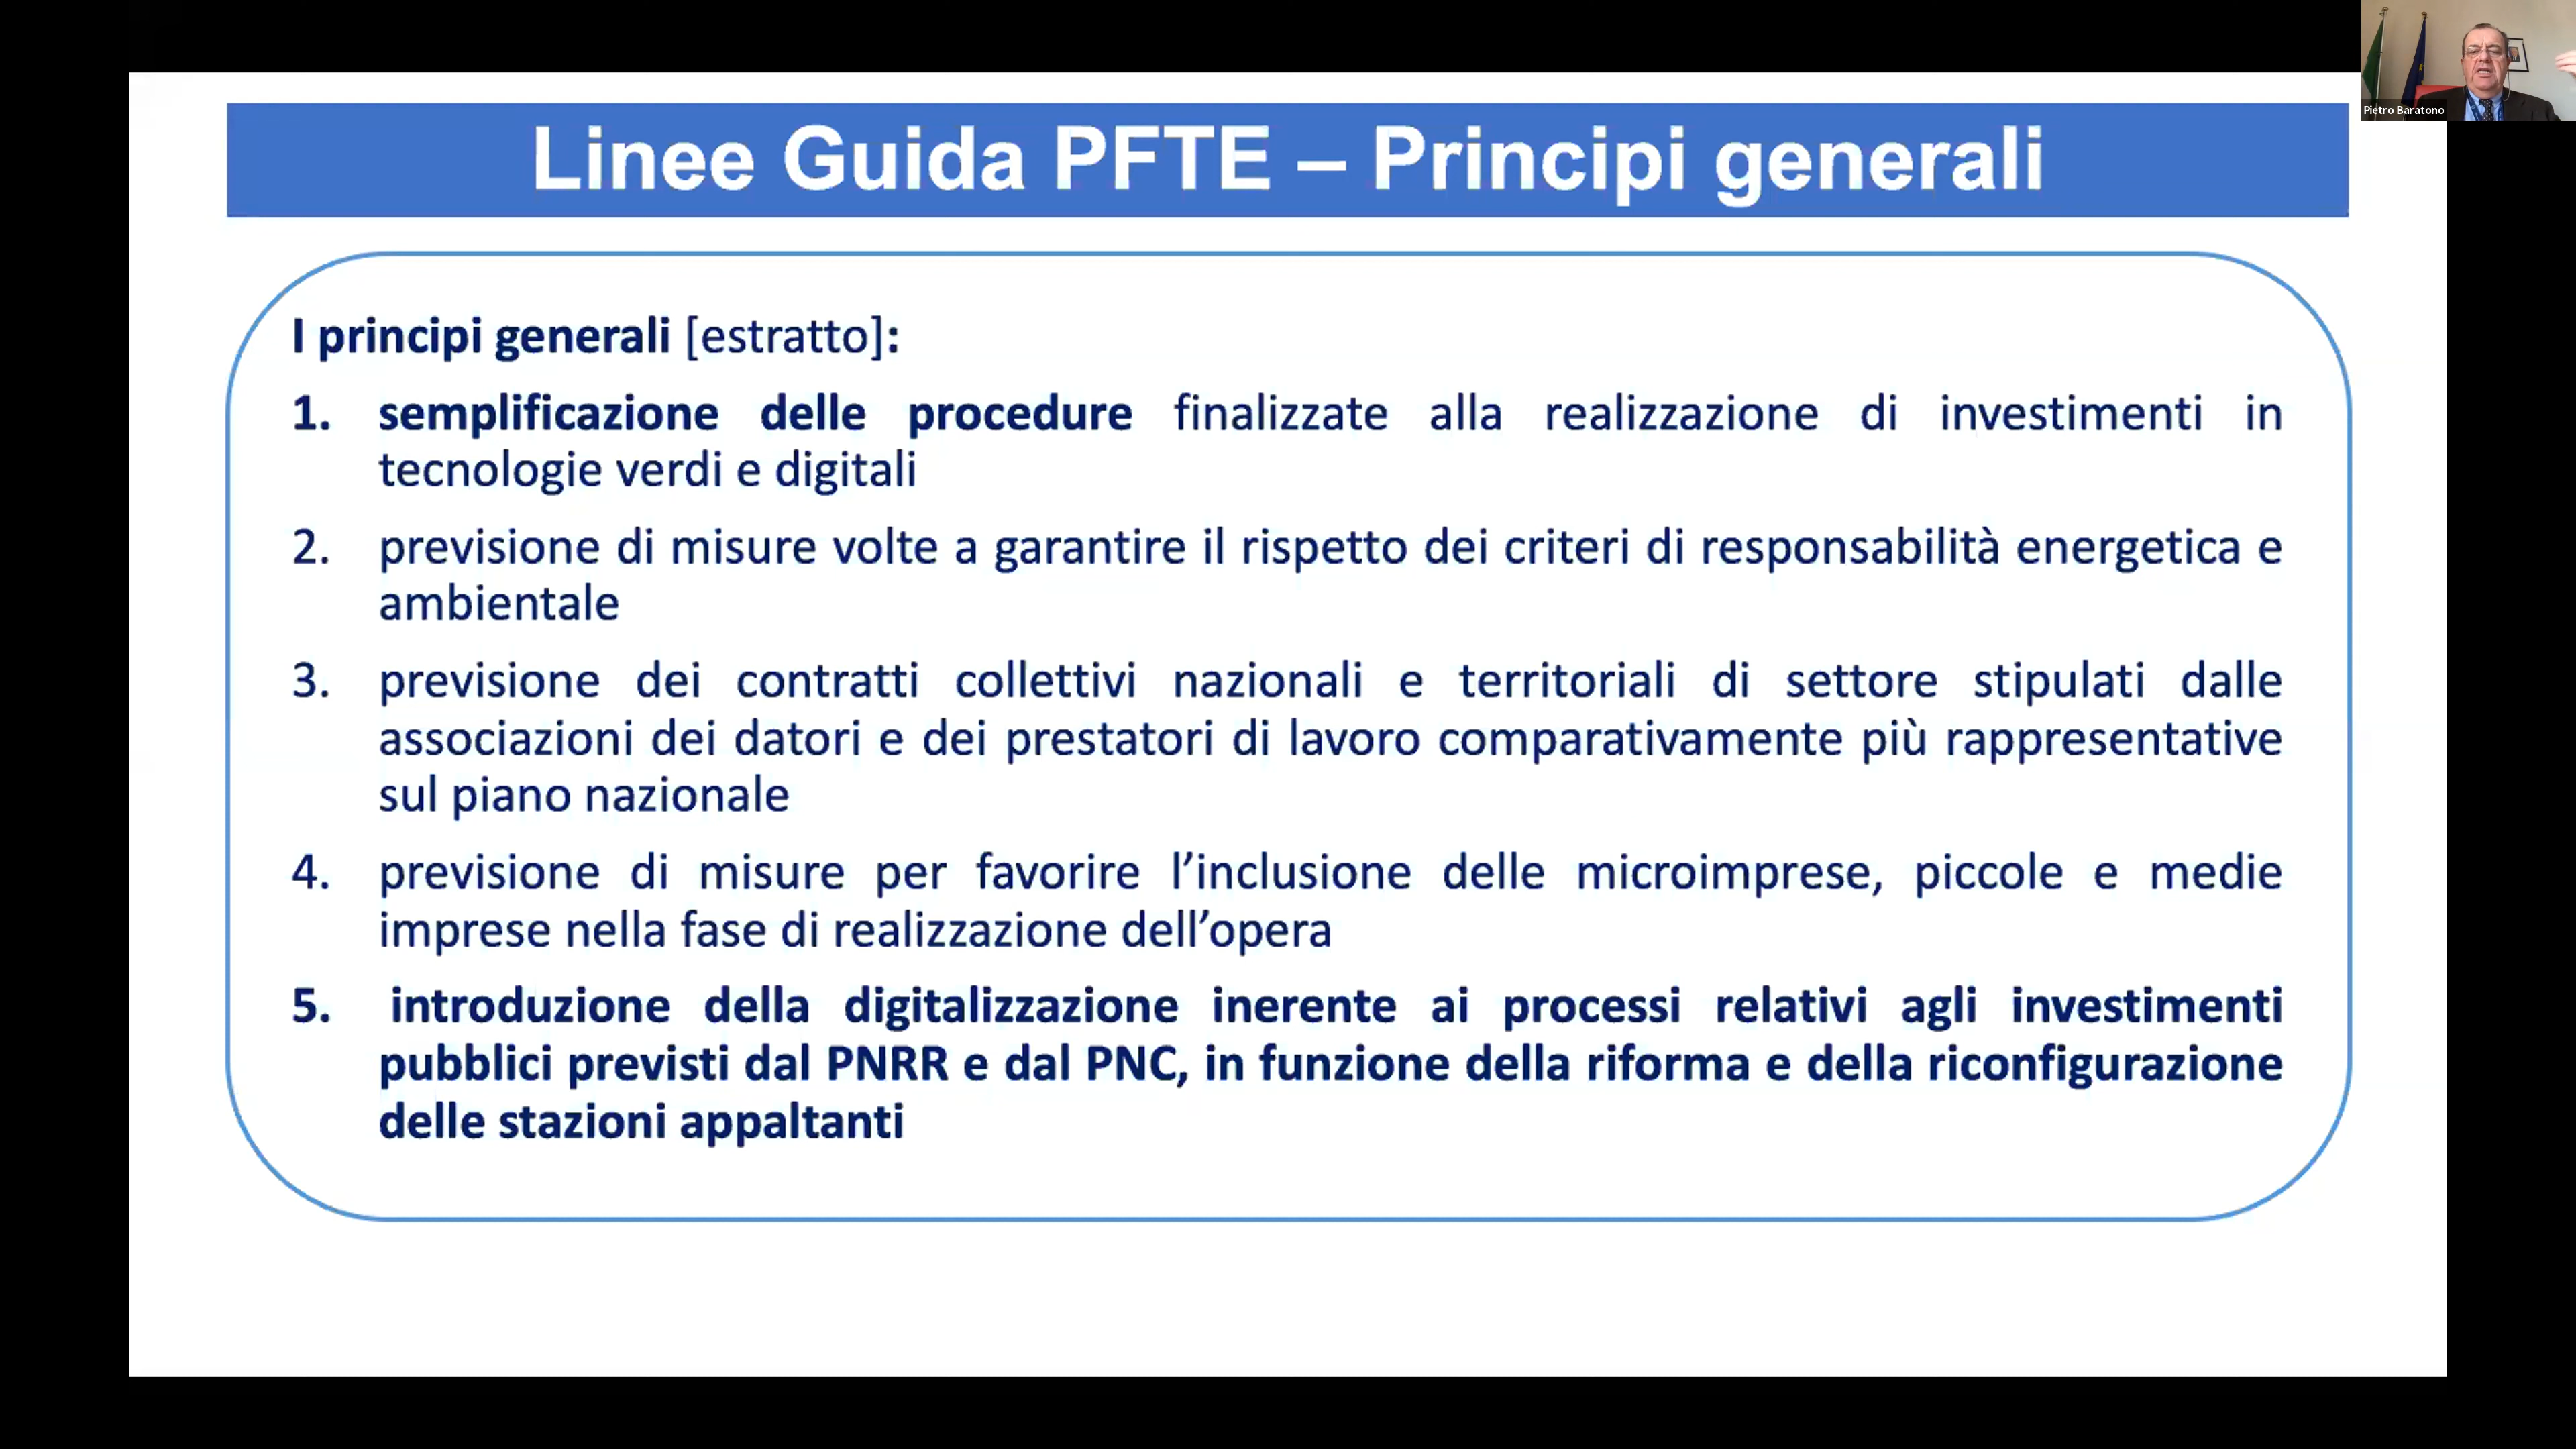 Pietro Baratono
Linee Guida PFTE – Principi generali
I principi generali [estratto]:
1. semplificazione delle procedure finalizzate alla realizzazione di investimenti in
tecnologie verdi e digitali
2. previsione di misure volte a garantire il rispetto dei criteri di responsabilità energetica e
ambientale
3. previsione dei contratti collettivi nazionali e territoriali di settore stipulati dalle
associazioni dei datori e dei prestatori di lavoro comparativamente più rappresentative
sul piano nazionale
4. previsione di misure per favorire l’inclusione delle microimprese, piccole e medie
imprese nella fase di realizzazione dell’opera
5. introduzione della digitalizzazione inerente ai processi relativi agli investimenti
pubblici previsti dal PNRR e dal PNC, in funzione della riforma e della riconfigurazione
delle stazioni appaltanti